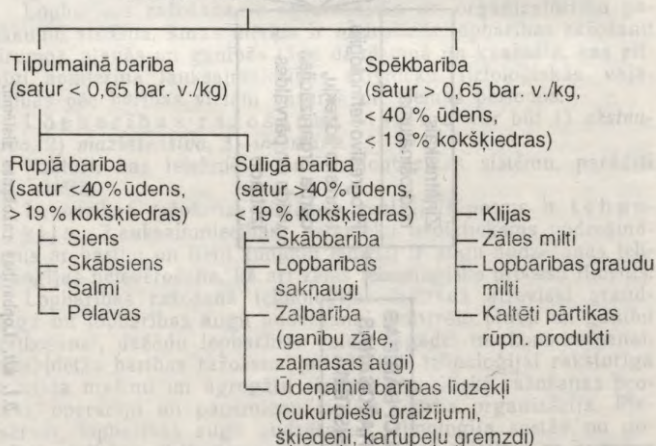 Tilpumainā barība
(satur < 0,65 bar. v./kg)
Spēkbarība
(satur > 0,65 bar. v./kg,
< 40 % ūdens,
< 19 % kokšķiedras)
Rupjā barība
(satur <40% ūdens,
> 19 % kokšķiedras)
Siens
Skābsiens
Salmi
Pelavas
Sulīgā barība
(satur > 40% ūdens,
< 19 % kokšķiedras)
Skābbarība
Lopbarības
sakņaugi
Zaļbarība
(ganību zāle,
zaļmasas augi)
Ūdeņainie barības līdzekļi
(cukurbiešu graizījumi,
šķiedeņi, kartupeļu gremzdi)
Klijas
Zāles milti
Lopbarības graudu
milti
Kaltēti pārtikas
rūpn. produkti